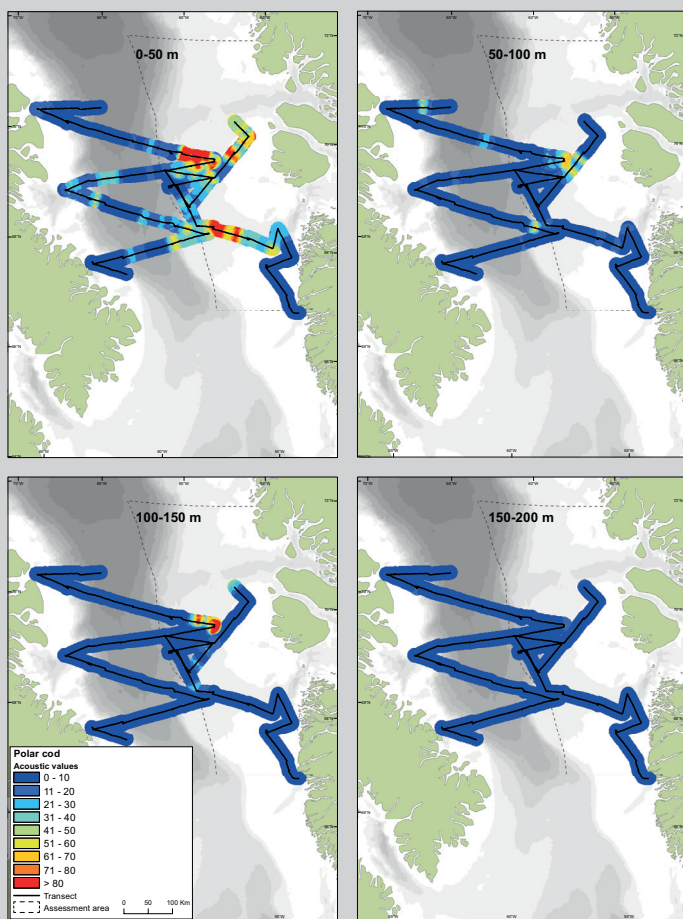 0-50 m
50-100 m
100-150 m
150-200 m
Polar cod
Acoustic values
0 - 10
11 - 20
21 - 30
31 - 40
41 - 50
51 - 60
61 - 70
71 - 80
> 80
Transect
Assessment area
0 50 100 Km